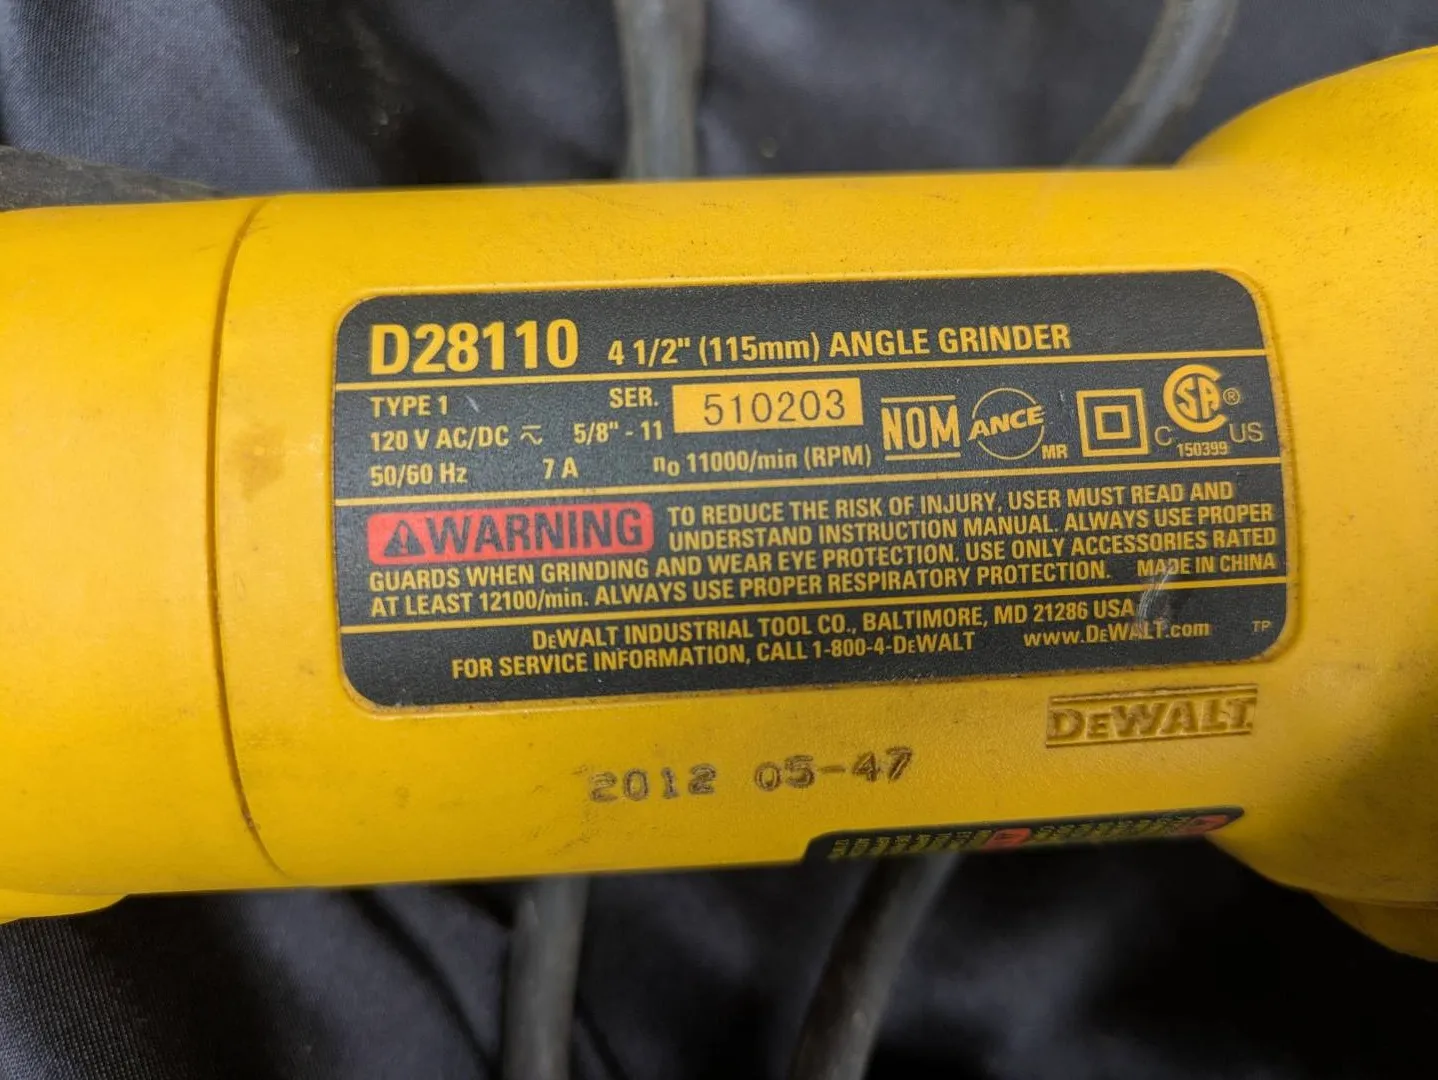 D28110 4 1/2" (115mm) ANGLE GRINDER
TYPE 1 SER. 510203
120 V AC/DC 5/8" - 11
50/60 Hz 7 A n₀ 11000/min (RPM)
NOM
ANCE
MR
SA ®
C US
150399
WARNING TO REDUCE THE RISK OF INJURY, USER MUST READ AND
UNDERSTAND INSTRUCTION MANUAL. ALWAYS USE PROPER
GUARDS WHEN GRINDING AND WEAR EYE PROTECTION. USE ONLY ACCESSORIES RATED
AT LEAST 12100/min. ALWAYS USE PROPER RESPIRATORY PROTECTION. MADE IN CHINA
DEWALT INDUSTRIAL TOOL CO., BALTIMORE, MD 21286 USA
FOR SERVICE INFORMATION, CALL 1-800-4-DEWALT www.DEWALT.com TP
DEWALT
2012 05-47